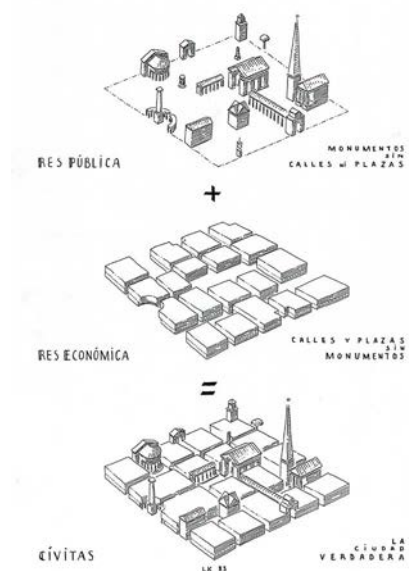 RES PÚBLICA
MONUMENTOS
SIN
CALLES NI PLAZAS
+
RES ECONÓMICA
CALLES Y PLAZAS
SIN
MONUMENTOS
=
CÍVITAS
LA
CIUDAD
VERDADERA